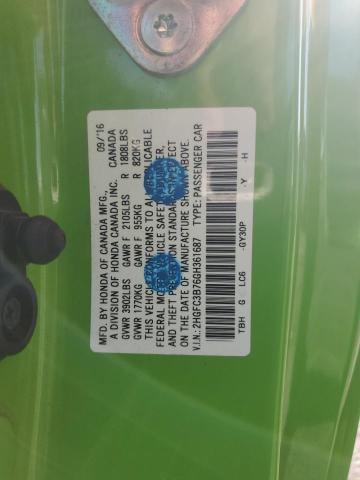 MFD. BY HONDA OF CANADA MFG., 09/'16
A DIVISION OF HONDA CANADA INC. CANADA
GVWR 3902LBS GAWR F 2105LBS R 1808LBS
GVWR 1770KG GAWR F 955KG R 820KG
THIS VEHICLE CONFORMS TO ALL APPLICABLE
FEDERAL MOTOR VEHICLE SAFETY BUMPER,
AND THEFT PREVENTION STANDARDS IN EFFECT
ON THE DATE OF MANUFACTURE SHOWN ABOVE.
V.I.N.: 2HGFC3B76GH361687 TYPE: PASSENGER CAR
TBH G LC6 -GY30P -Y -H